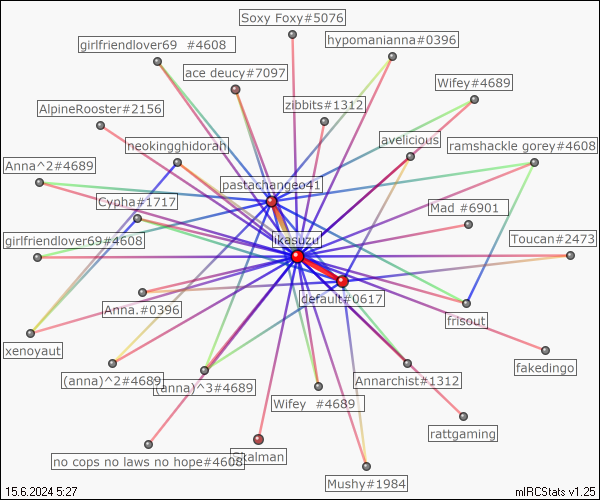 Soxy Foxy#5076
girlfriendlover69 #4608
hypomanianna#0396
ace deucy#7097
Wifey#4689
AlpineRooster#2156
zibbits#1312
neokingghidorah
avelicious
ramshackle gorey#4608
Anna^2#4689
pastachangeo41
Cypha#1717
Mad #6901
girlfriendlover69#4608
ikasuzu
Toucan#2473
default#0617
Anna.#0396
frisout
xenoyaut
fakedingo
(anna)^2#4689
(anna)^3#4689
Annarchist#1312
Wifey #4689
rattgaming
no cops no laws no hope#4608
Skalman
Mushy#1984
15.6.2024 5:27
mIRCStats v1.25